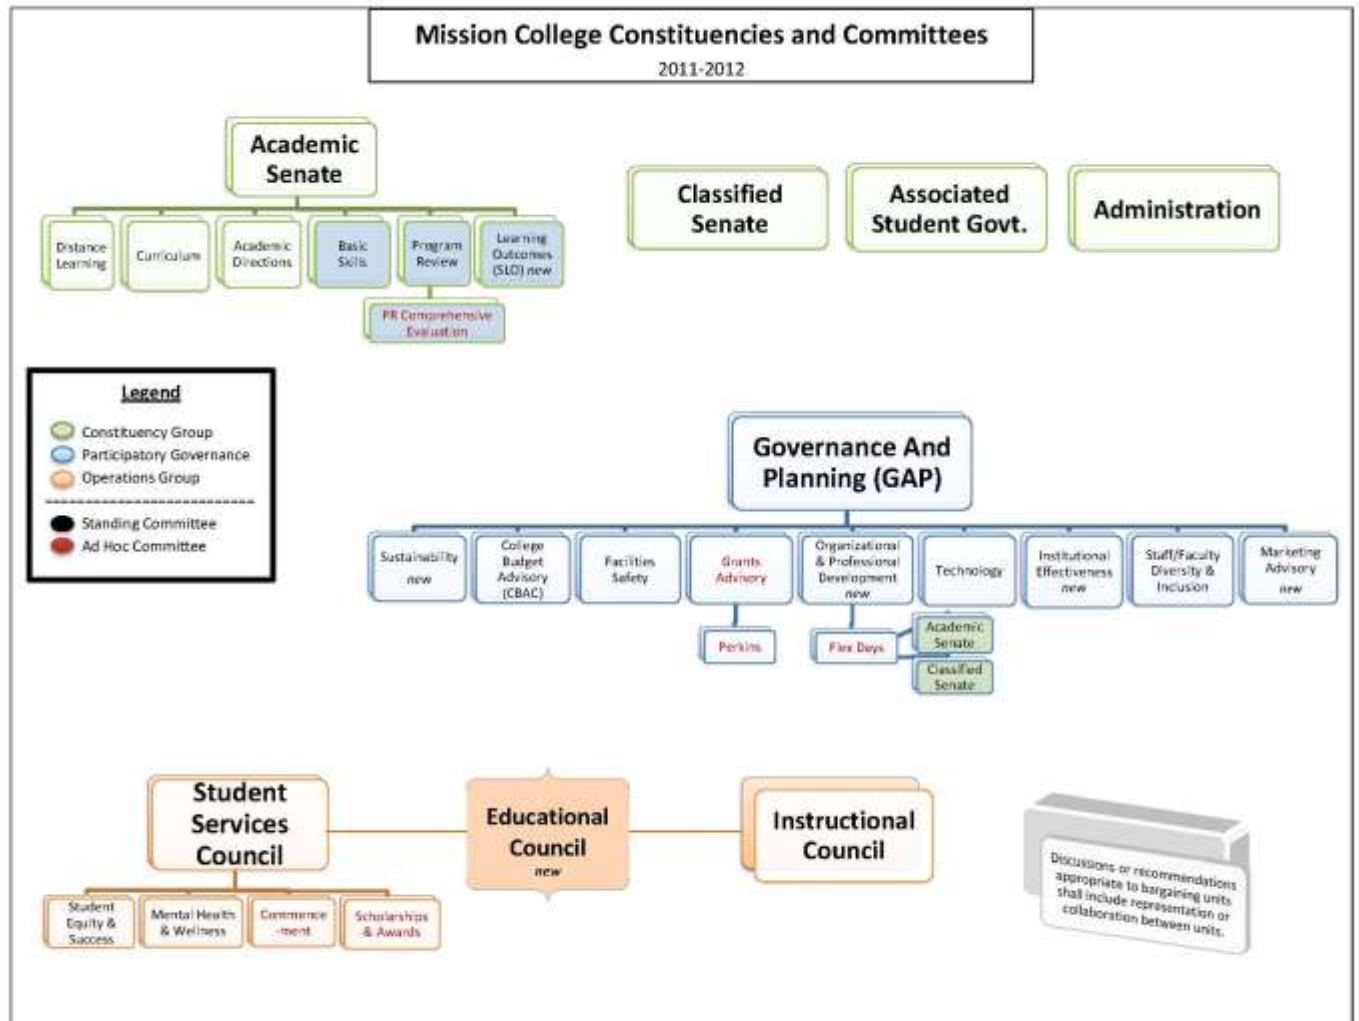 Mission College Constituencies and Committees
2011-2012
Academic
Senate
Classified
Senate
Associated
Student Govt.
Administration
Distance
Learning
Curriculum
Academic
Directions
Basic
Skills
Program
Review
Learning
Outcomes
(SLO) new
PR Comprehensive
Evaluation
Legend
Constituency Group
Participatory Governance
Operations Group
Standing Committee
Ad Hoc Committee
Governance And
Planning (GAP)
Sustainability
new
College
Budget
Advisory
(CBAC)
Facilities
Safety
Grants
Advisory
Organizational
& Professional
Development
new
Technology
Institutional
Effectiveness
new
Staff/Faculty
Diversity &
Inclusion
Marketing
Advisory
new
Perkins
Flex Days
Academic
Senate
Classified
Senate
Student
Services
Council
Educational
Council
new
Instructional
Council
Student
Equity &
Success
Mental Health
& Wellness
Commence
-ment
Scholarships
& Awards
Discussions or recommendations
appropriate to bargaining units
shall include representation or
collaboration between units.